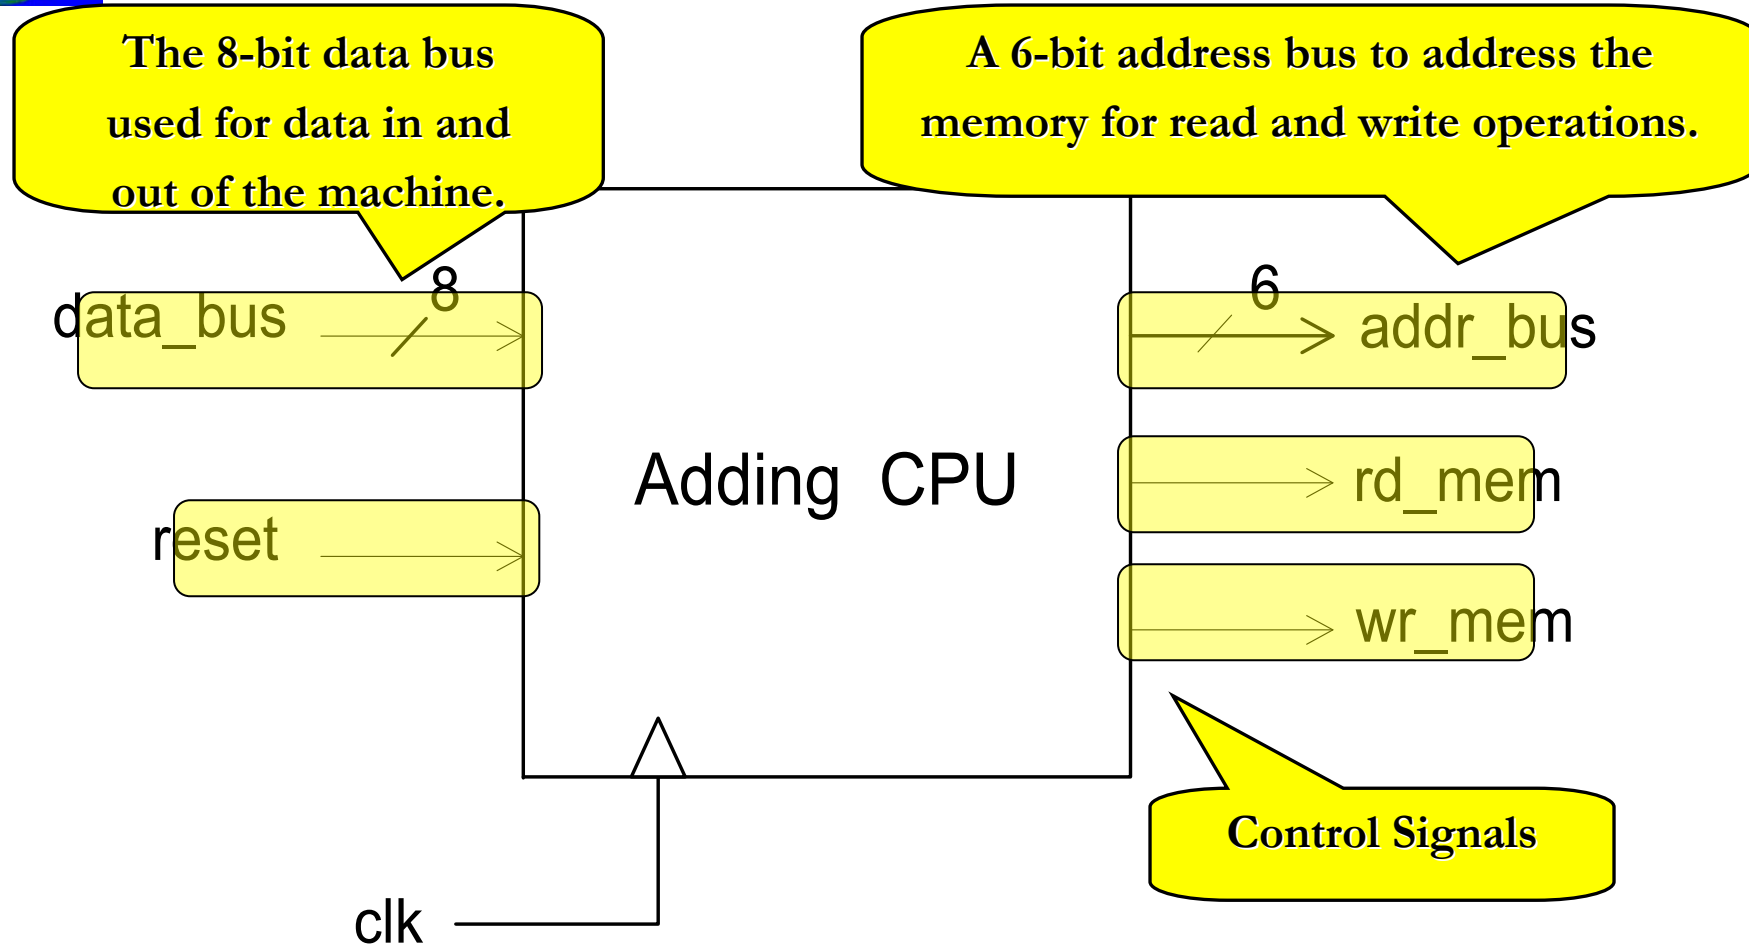 The 8-bit data bus
used for data in and
out of the machine.
A 6-bit address bus to address the
memory for read and write operations.
data_bus
8
6
addr_bus
Adding CPU
rd_mem
reset
wr_mem
Control Signals
clk